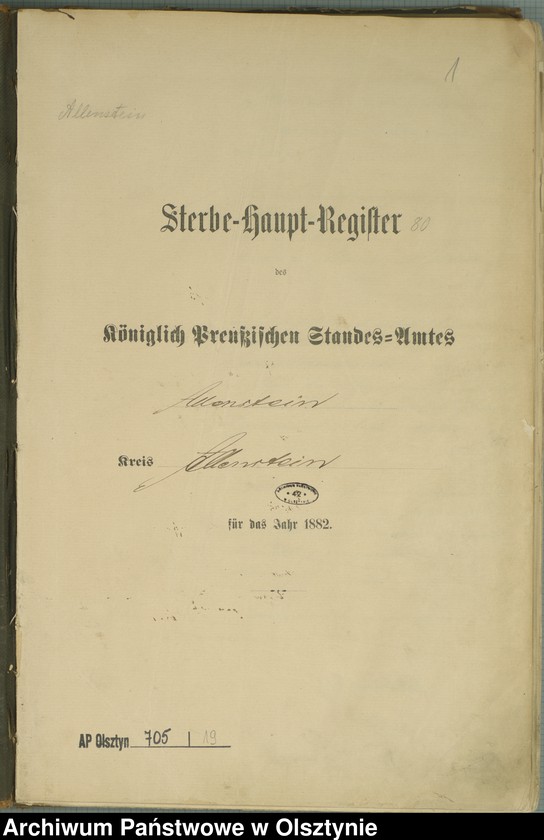 1
Allenstein
Sterbe-Haupt-Register 80
des
Königlich Preußischen Standes=Amtes
Allenstein
Kreis Allenstein
für das Jahr 1882.
AP Olsztyn 705 | 19
Archiwum Państwowe w Olsztynie